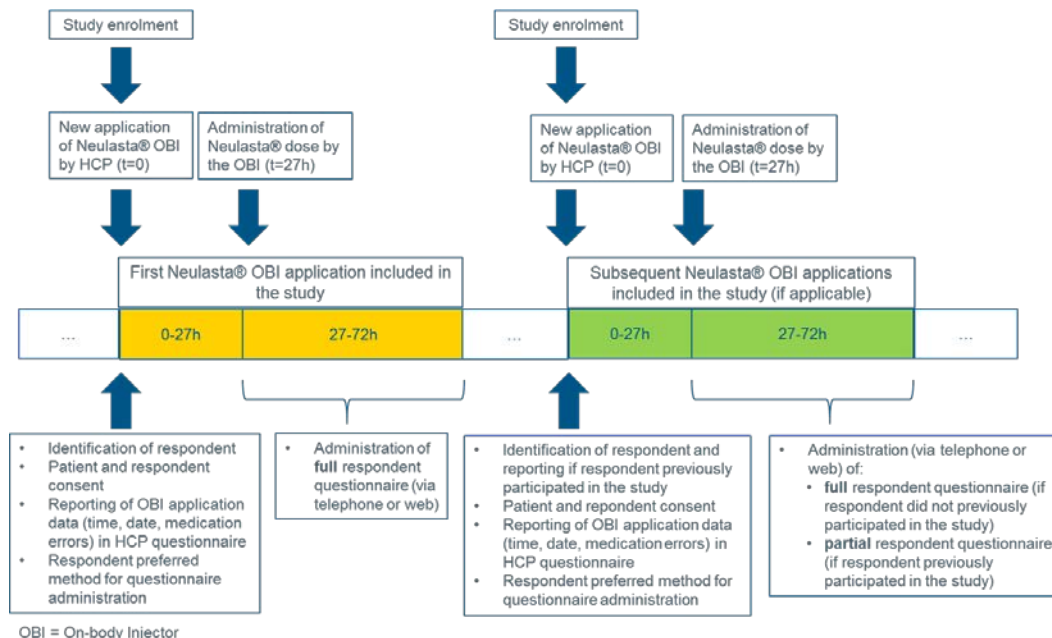 Study enrolment
Study enrolment
New application
of Neulasta® OBI
by HCP (t=0)
Administration of
Neulasta® dose by
the OBI (t=27h)
New application
of Neulasta® OBI
by HCP (t=0)
Administration of
Neulasta® dose by
the OBI (t=27h)
First Neulasta® OBI application included in
the study
Subsequent Neulasta® OBI applications
included in the study (if applicable)
...
0-27h
27-72h
...
0-27h
27-72h
...
• Identification of respondent
• Patient and respondent
consent
• Reporting of OBI application
data (time, date, medication
errors) in HCP questionnaire
• Respondent preferred
method for questionnaire
administration
• Administration of
full respondent
questionnaire (via
telephone or web)
• Identification of respondent and
reporting if respondent previously
participated in the study
• Patient and repondent consent
• Reporting of OBI application data
(time, date, medication errors) in
HCP questionnaire
• Respondent preferred method for
questionnaire administration
• Administration (via telephone or
web) of:
• full respondent questionnaire (if
respondent did not previously
participated in the study)
• partial respondent questionnaire
(if respondent previously
participated in the study)
OBI = On-body Injector